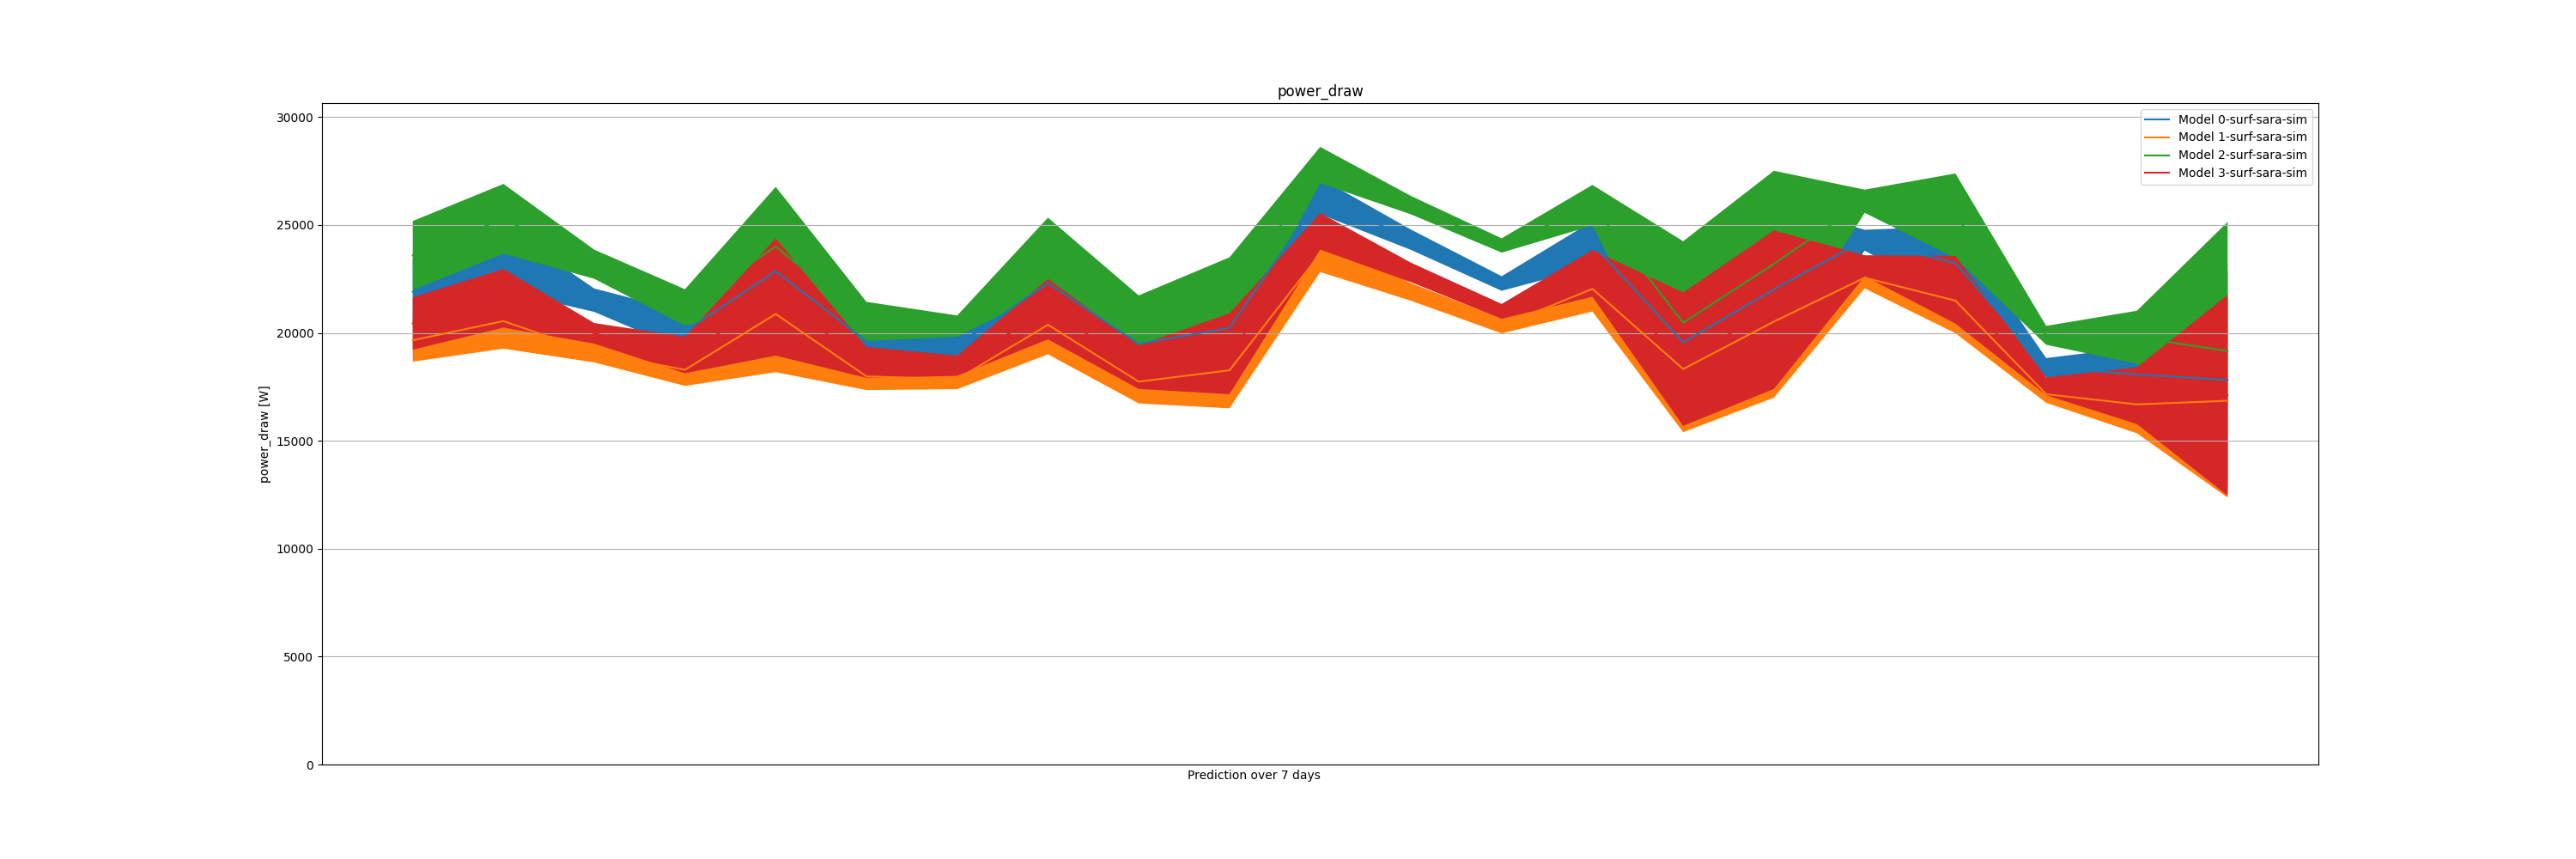 power_draw
30000
25000
20000
15000
10000
5000
0
power_draw [W]
Prediction over 7 days
Model 0-surf-sara-sim
Model 1-surf-sara-sim
Model 2-surf-sara-sim
Model 3-surf-sara-sim